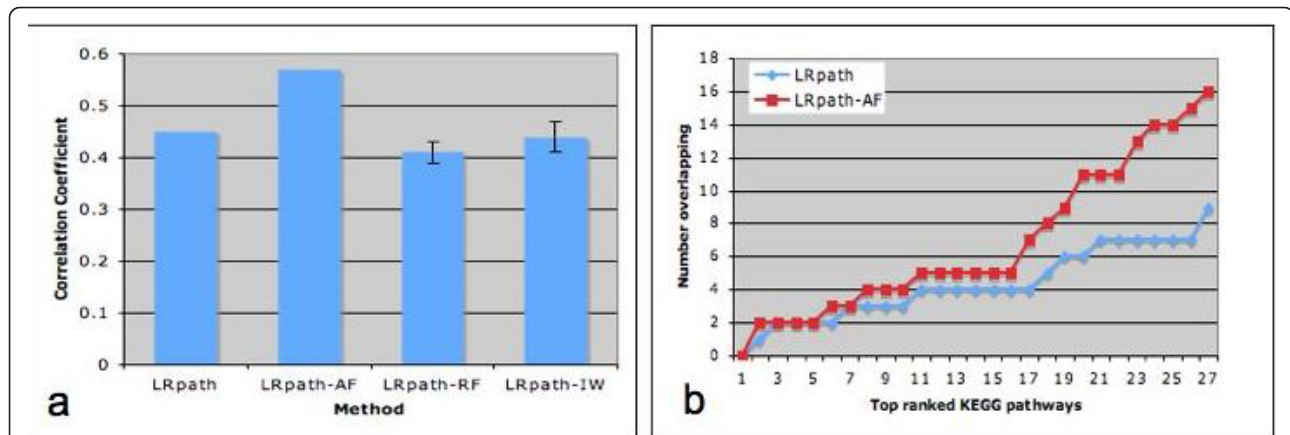 0.6
0.5
0.4
0.3
0.2
0.1
0
Correlation Coefficient
LRpath LRpath-AF LRpath-RF LRpath-IW
Method
a
18
16
14
12
10
8
6
4
2
0
Number overlapping
LRpath
LRpath-AF
1 3 5 7 9 11 13 15 17 19 21 23 25 27
Top ranked KEGG pathways
b